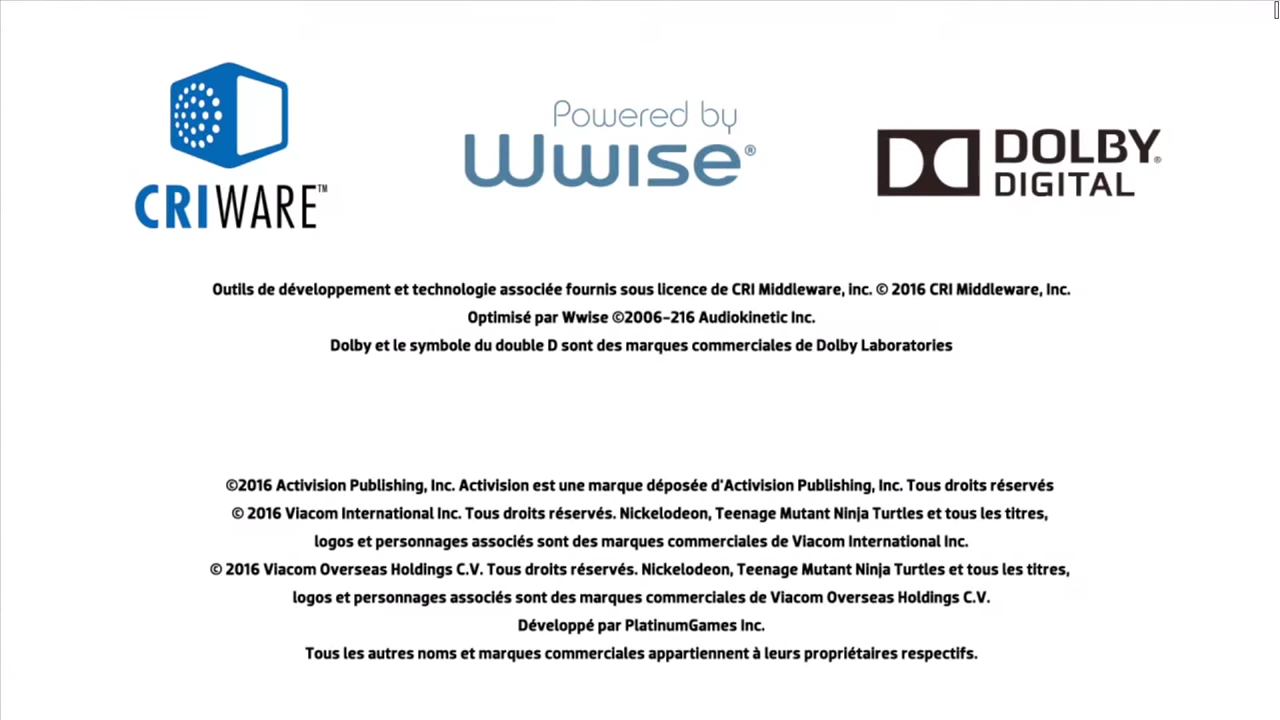 CRIWARE™
Powered by
Wwise®
DOLBY®
DIGITAL
Outils de développement et technologie associée fournis sous licence de CRI Middleware, inc. © 2016 CRI Middleware, Inc.
Optimisé par Wwise ©2006-216 Audiokinetic Inc.
Dolby et le symbole du double D sont des marques commerciales de Dolby Laboratories
©2016 Activision Publishing, Inc. Activision est une marque déposée d'Activision Publishing, Inc. Tous droits réservés
© 2016 Viacom International Inc. Tous droits réservés. Nickelodeon, Teenage Mutant Ninja Turtles et tous les titres,
logos et personnages associés sont des marques commerciales de Viacom International Inc.
© 2016 Viacom Overseas Holdings C.V. Tous droits réservés. Nickelodeon, Teenage Mutant Ninja Turtles et tous les titres,
logos et personnages associés sont des marques commerciales de Viacom Overseas Holdings C.V.
Développé par PlatinumGames Inc.
Tous les autres noms et marques commerciales appartiennent à leurs propriétaires respectifs.